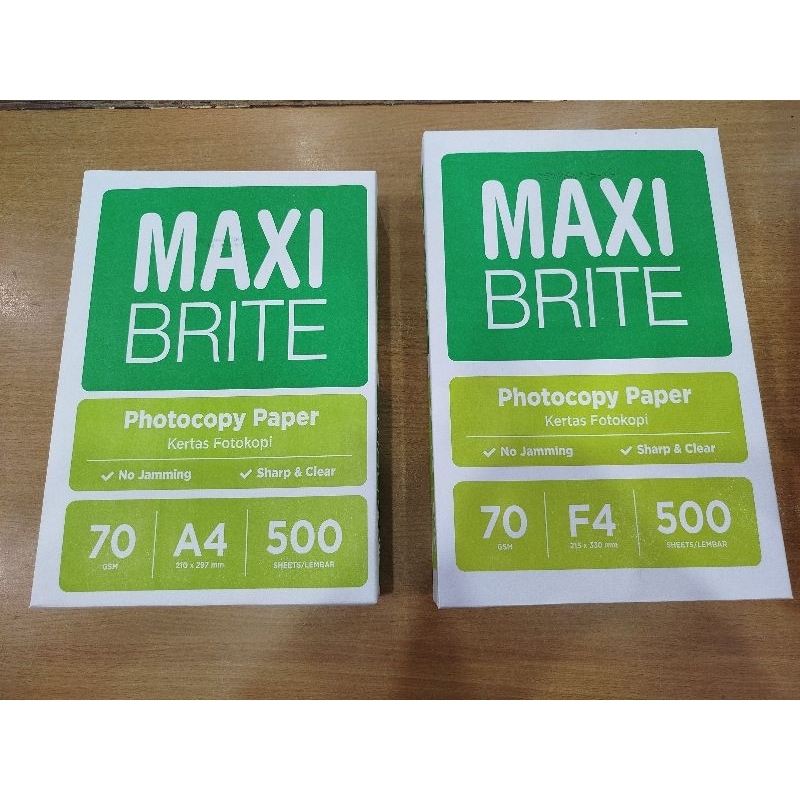 MAXI
BRITE
Photocopy Paper
Kertas Fotokopi
No Jamming Sharp & Clear
70 A4 500
GSM 210 x 297 mm SHEETS/LEMBAR
MAXI
BRITE
Photocopy Paper
Kertas Fotokopi
No Jamming Sharp & Clear
70 F4 500
GSM 215 x 330 mm SHEETS/LEMBAR